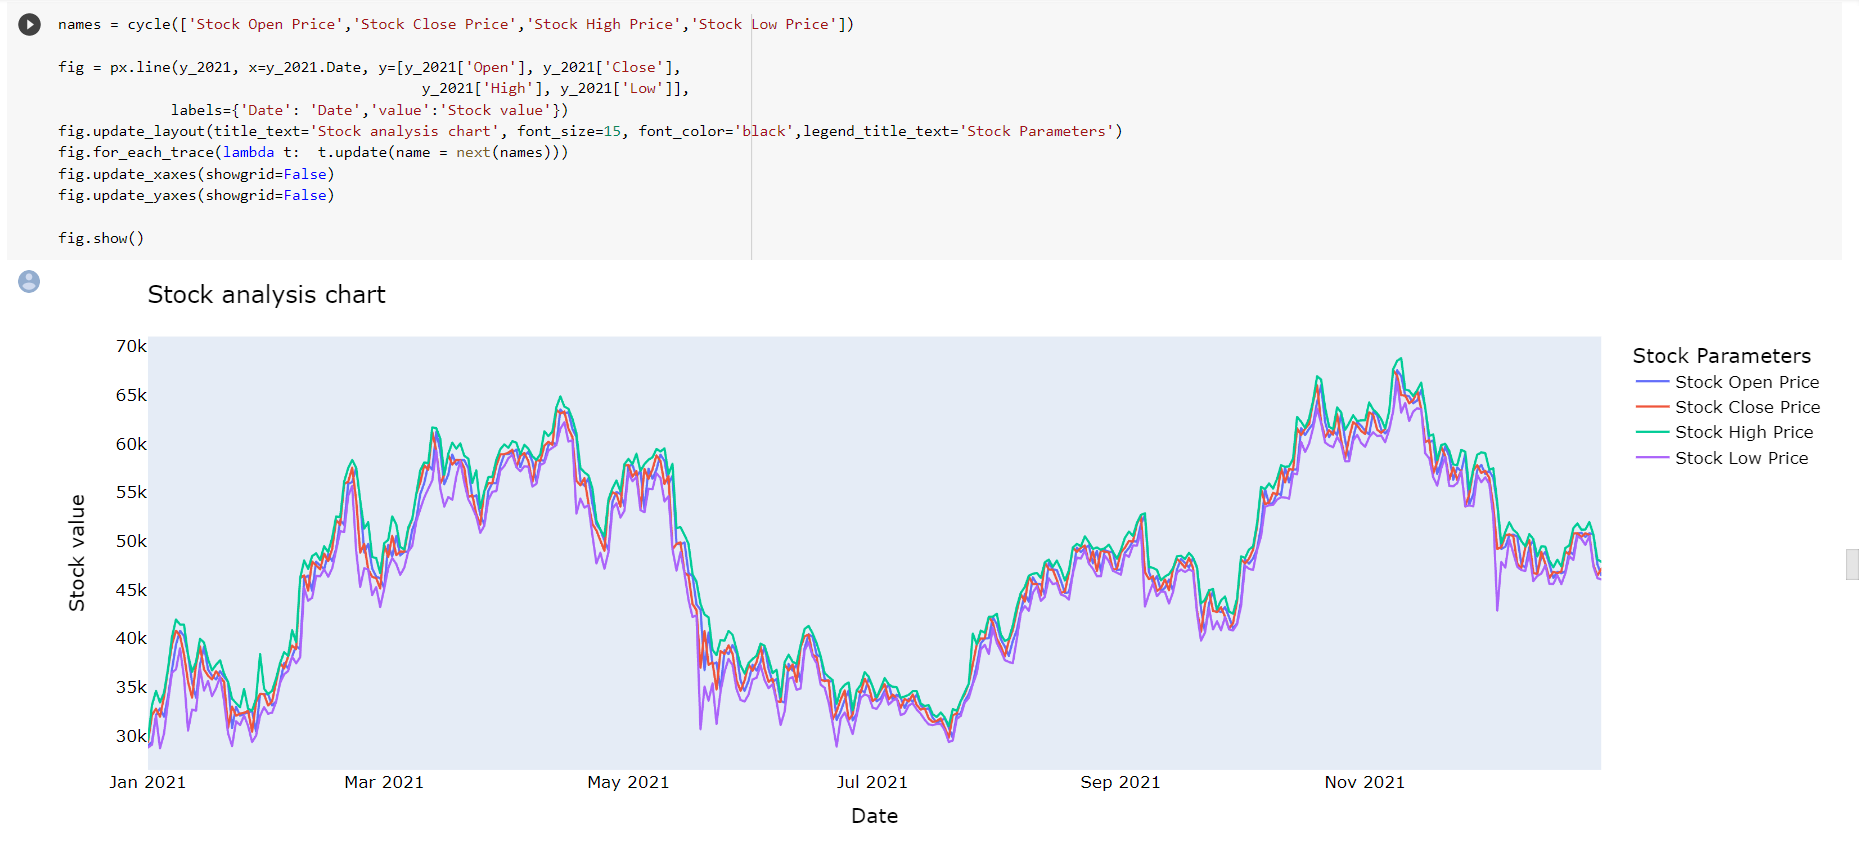 names = cycle(['Stock Open Price','Stock Close Price','Stock High Price','Stock Low Price'])
fig = px.line(y_2021, x=y_2021.Date, y=[y_2021['Open'], y_2021['Close'],
y_2021['High'], y_2021['Low']],
labels={'Date': 'Date','value':'Stock value'})
fig.update_layout(title_text='Stock analysis chart', font_size=15, font_color='black',legend_title_text='Stock Parameters')
fig.for_each_trace(lambda t:  t.update(name = next(names)))
fig.update_xaxes(showgrid=False)
fig.update_yaxes(showgrid=False)
fig.show()
Stock analysis chart
70k
65k
60k
55k
50k
45k
40k
35k
30k
Stock value
Jan 2021
Mar 2021
May 2021
Jul 2021
Sep 2021
Nov 2021
Date
Stock Parameters
Stock Open Price
Stock Close Price
Stock High Price
Stock Low Price